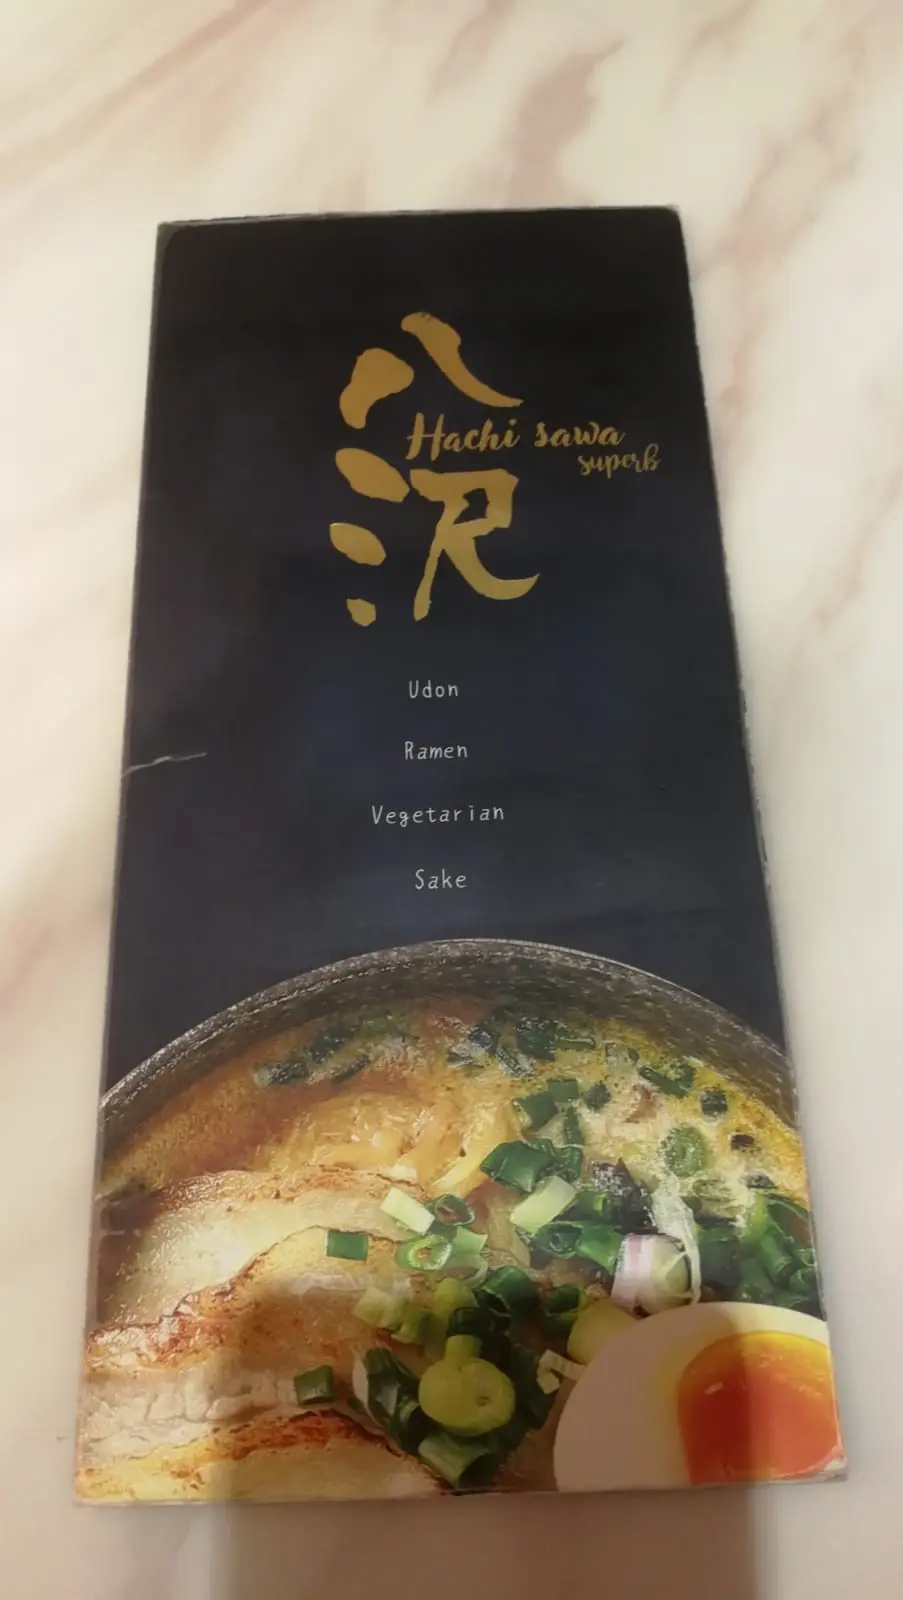 八沢
Hachi sawa
superb
Udon
Ramen
Vegetarian
Sake